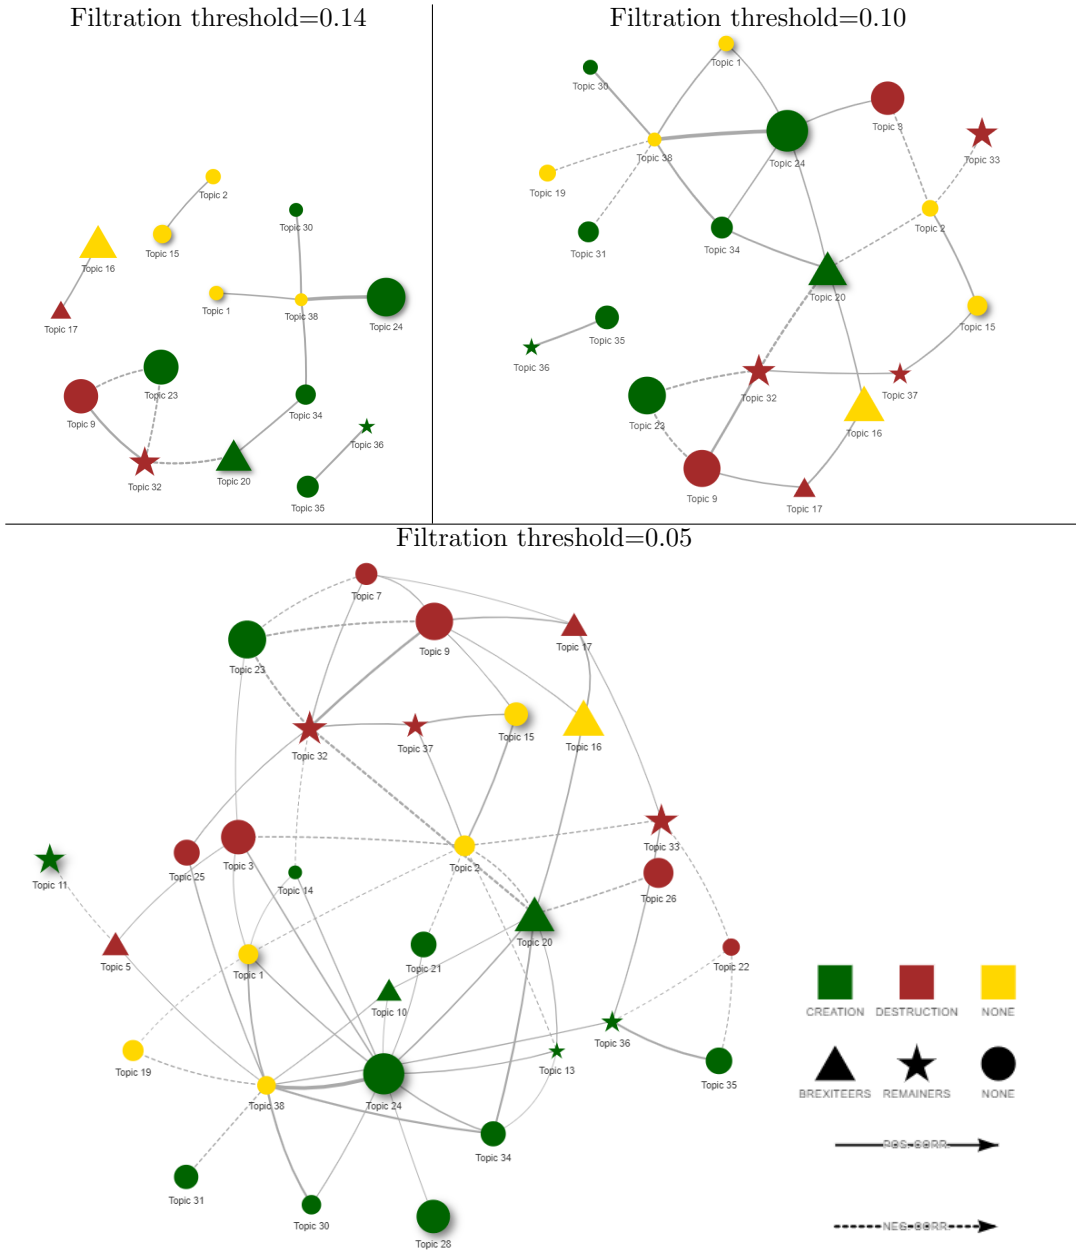 Filtration threshold=0.14
Topic 2
Topic 15
Topic 16
Topic 17
Topic 30
Topic 1
Topic 38
Topic 24
Topic 23
Topic 9
Topic 34
Topic 36
Topic 32
Topic 20
Topic 35
Filtration threshold=0.10
Topic 1
Topic 30
Topic 3
Topic 33
Topic 38
Topic 24
Topic 19
Topic 2
Topic 31
Topic 34
Topic 20
Topic 15
Topic 35
Topic 36
Topic 32
Topic 37
Topic 23
Topic 16
Topic 9
Topic 17
Filtration threshold=0.05
Topic 7
Topic 9
Topic 17
Topic 23
Topic 32
Topic 37
Topic 15
Topic 16
Topic 33
Topic 3
Topic 25
Topic 2
Topic 11
Topic 14
Topic 26
Topic 20
Topic 5
Topic 1
Topic 21
Topic 22
Topic 10
Topic 36
Topic 19
Topic 13
Topic 35
Topic 38
Topic 24
Topic 34
Topic 31
Topic 30
Topic 28
CREATION
DESTRUCTION
NONE
BREXITEERS
REMAINERS
NONE
POS. CORR.
NEG. CORR.